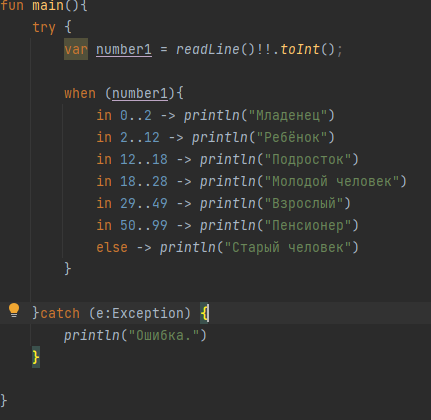 fun main(){
try {
var number1 = readLine()!!.toInt();
when (number1){
in 0..2 -> println("Младенец")
in 2..12 -> println("Ребёнок")
in 12..18 -> println("Подросток")
in 18..28 -> println("Молодой человек")
in 29..49 -> println("Взрослый")
in 50..99 -> println("Пенсионер")
else -> println("Старый человек")
}
}catch (e:Exception) {
println("Ошибка.")
}
}